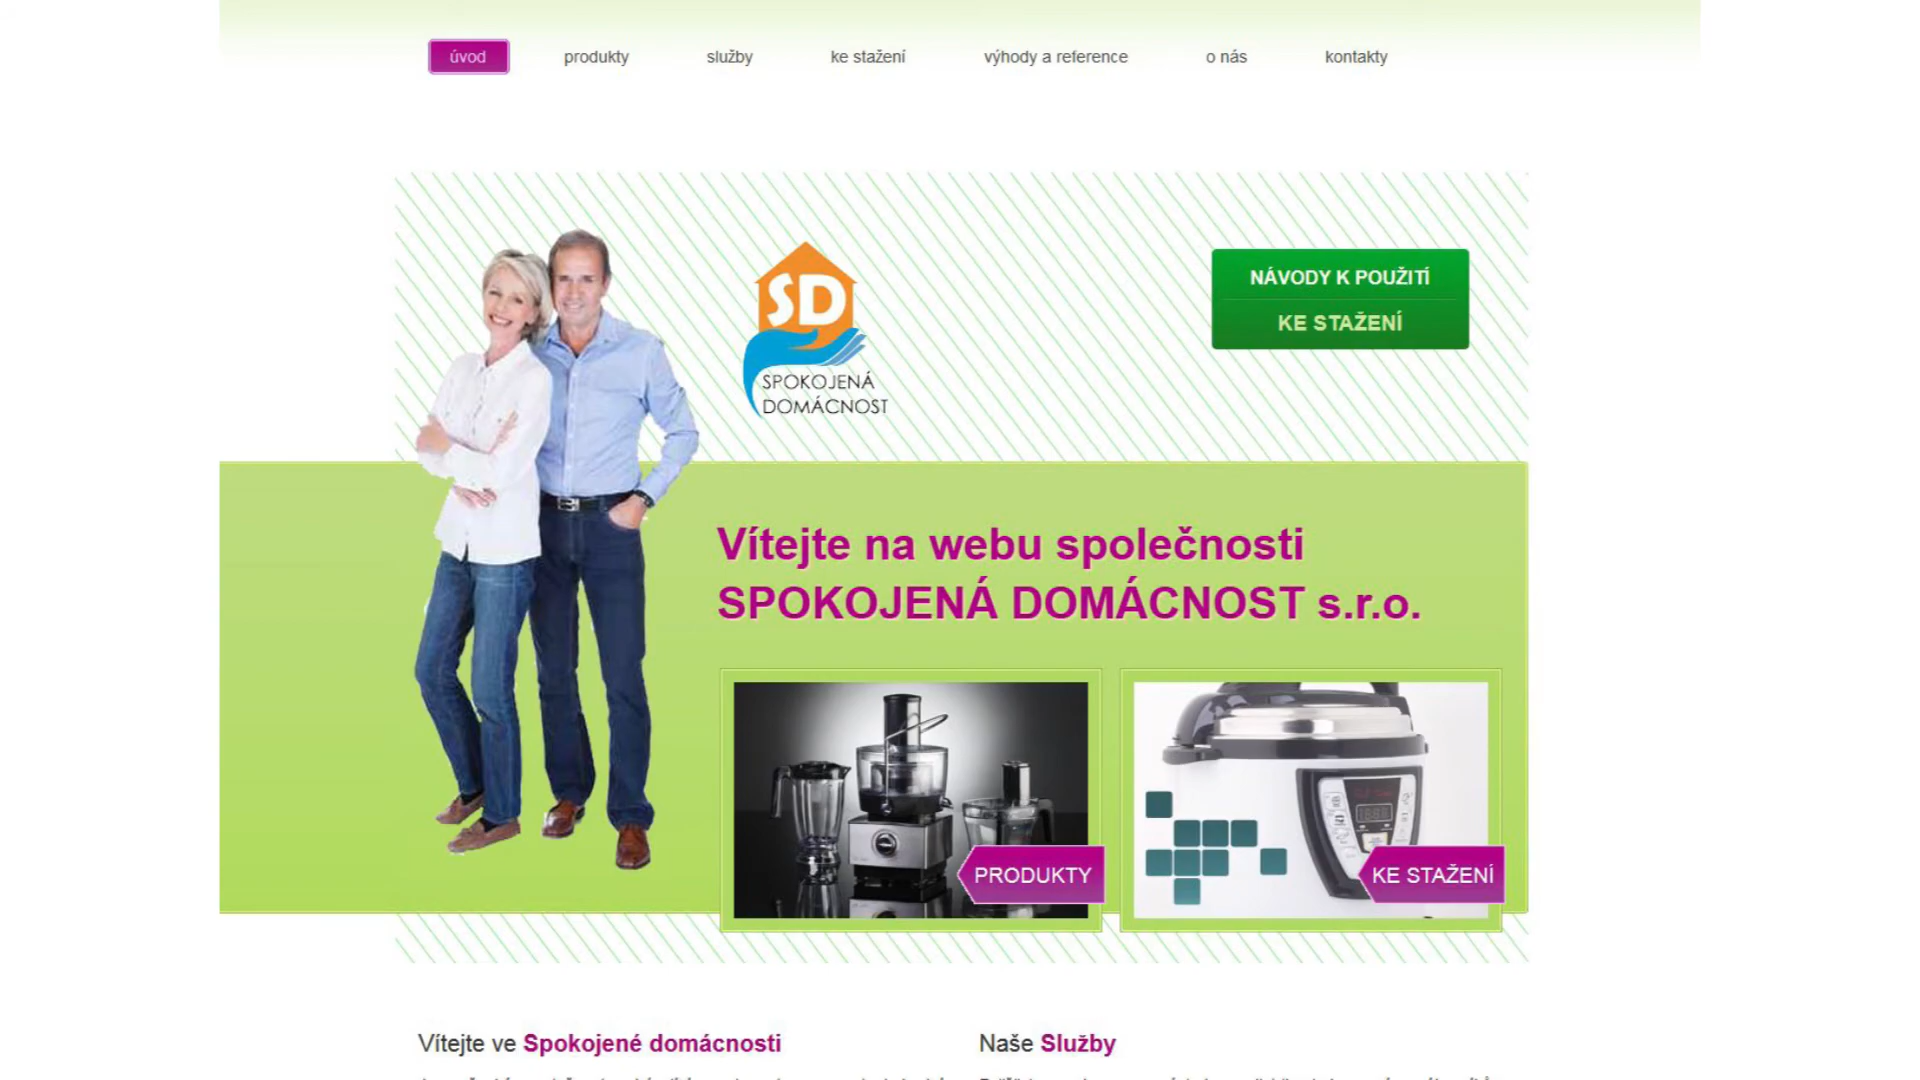 úvod produkty služby ke stažení výhody a reference o nás kontakty
SD
SPOKOJENÁ
DOMÁCNOST
NÁVODY K POUŽITÍ
KE STAŽENÍ
Vítejte na webu společnosti
SPOKOJENÁ DOMÁCNOST s.r.o.
PRODUKTY
KE STAŽENÍ
Vítejte ve Spokojené domácnosti
Naše Služby